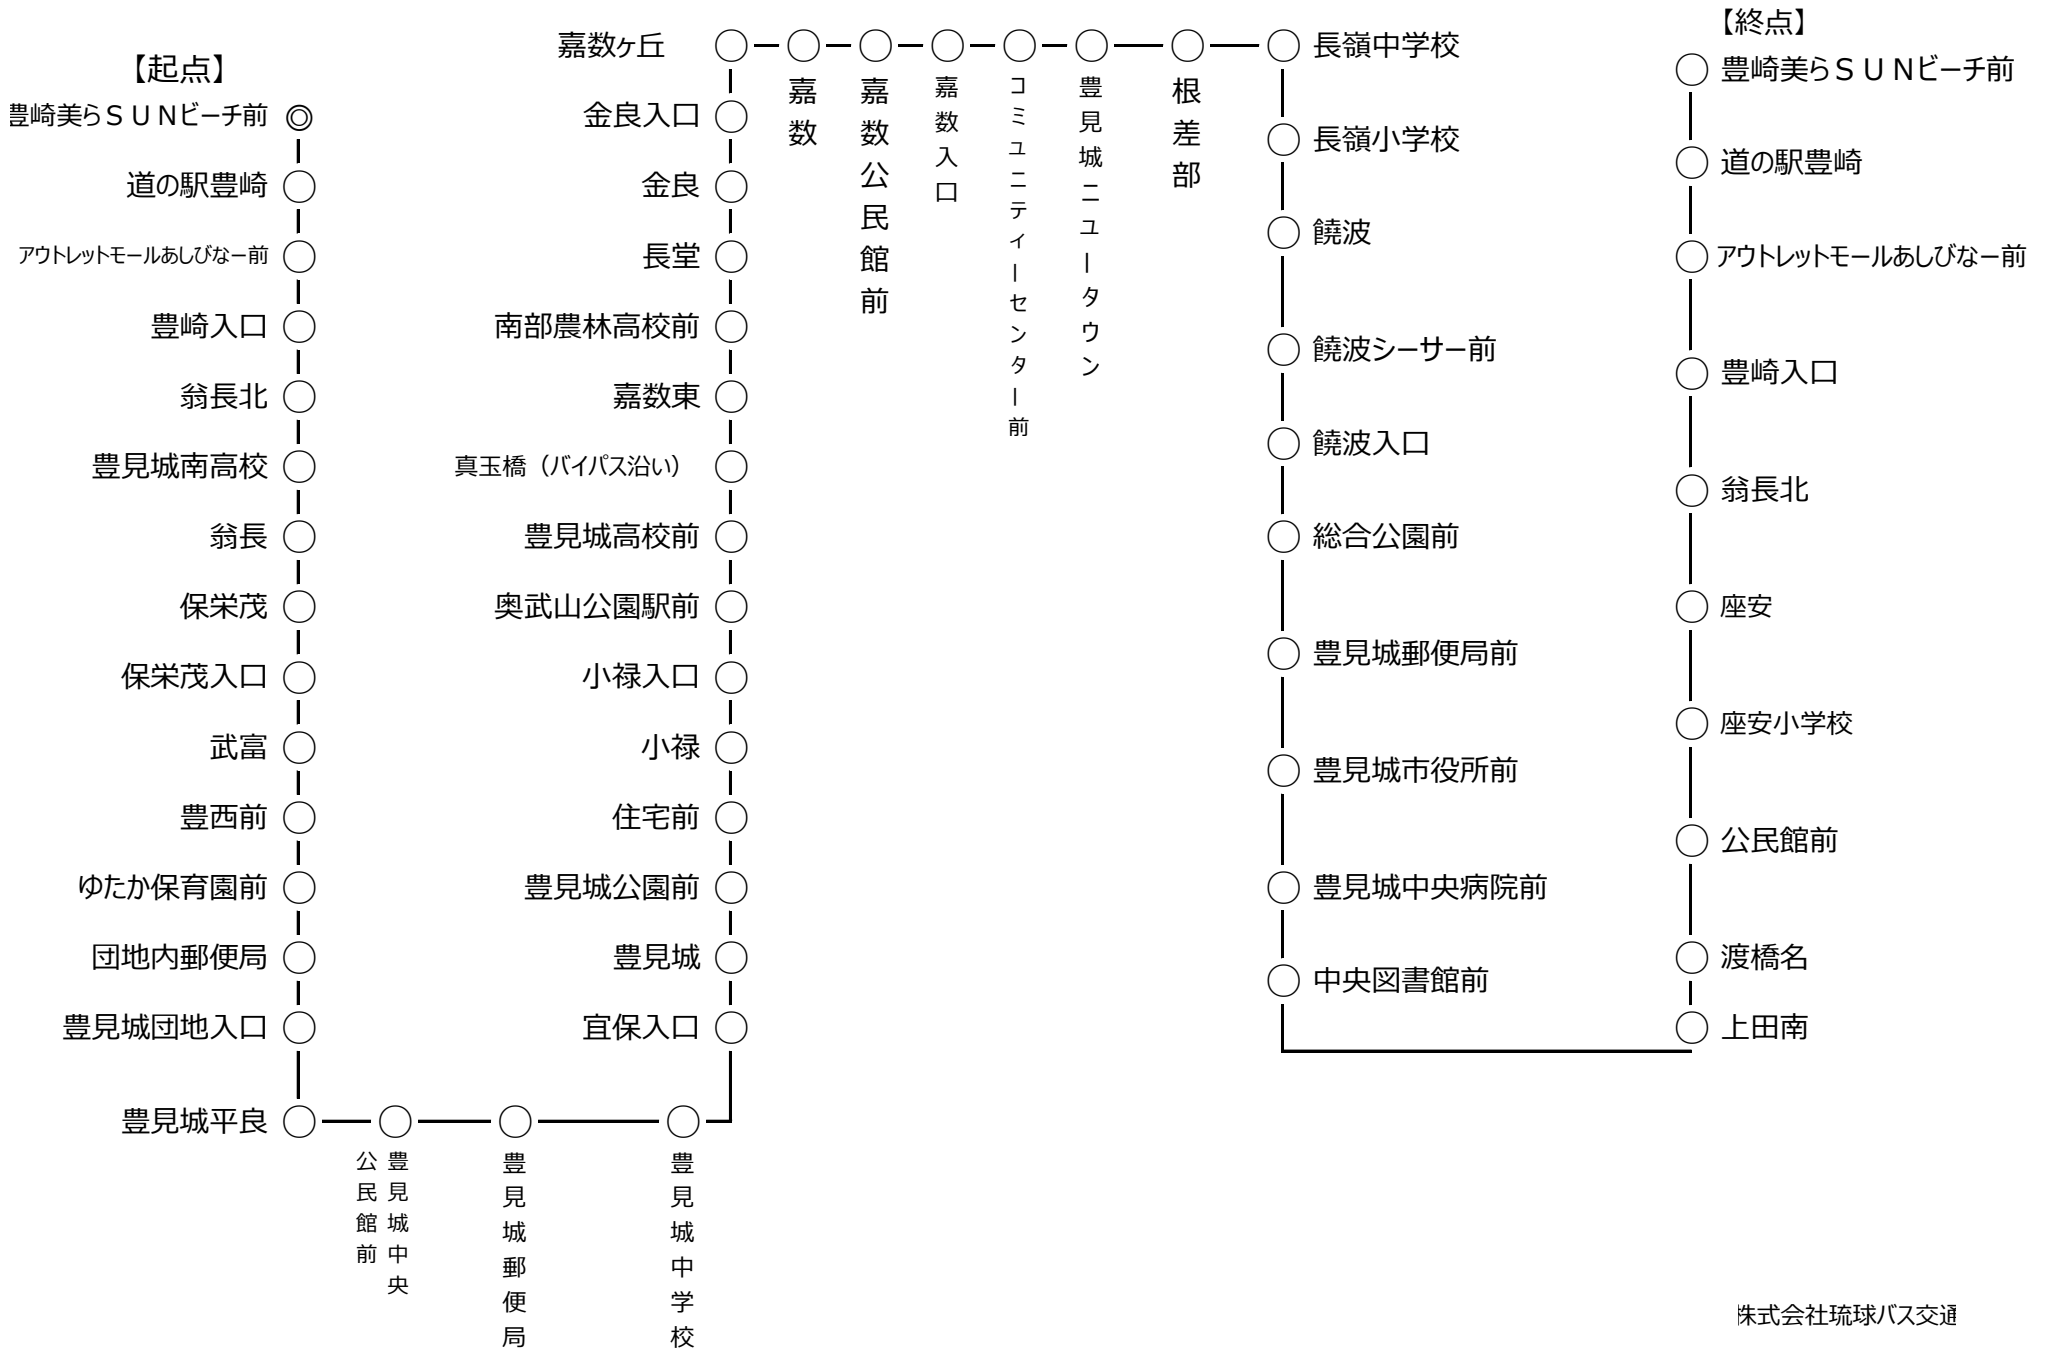 【起点】
豊崎美らＳＵＮビーチ前
道の駅豊崎
アウトレットモールあしびなー前
豊崎入口
翁長北
豊見城南高校
翁長
保栄茂
保栄茂入口
武富
豊西前
ゆたか保育園前
団地内郵便局
豊見城団地入口
豊見城平良
豊見城中央
公民館前
豊見城郵便局
豊見城中学校
宜保入口
豊見城
豊見城公園前
住宅前
小禄
小禄入口
奥武山公園駅前
豊見城高校前
真玉橋（バイパス沿い）
嘉数東
南部農林高校前
長堂
金良
金良入口
嘉数ヶ丘
嘉数
嘉数公民館前
嘉数入口
コミュニティーセンター前
豊見城ニュータウン
根差部
長嶺中学校
長嶺小学校
饒波
饒波シーサー前
饒波入口
総合公園前
豊見城郵便局前
豊見城市役所前
豊見城中央病院前
中央図書館前
上田南
渡橋名
公民館前
座安小学校
座安
翁長北
豊崎入口
アウトレットモールあしびなー前
道の駅豊崎
豊崎美らＳＵＮビーチ前
【終点】
株式会社琉球バス交通